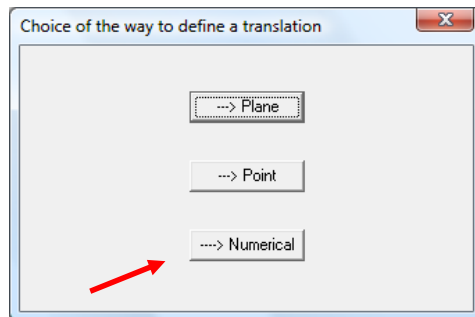 Choice of the way to define a translation
---> Plane
---> Point
----> Numerical